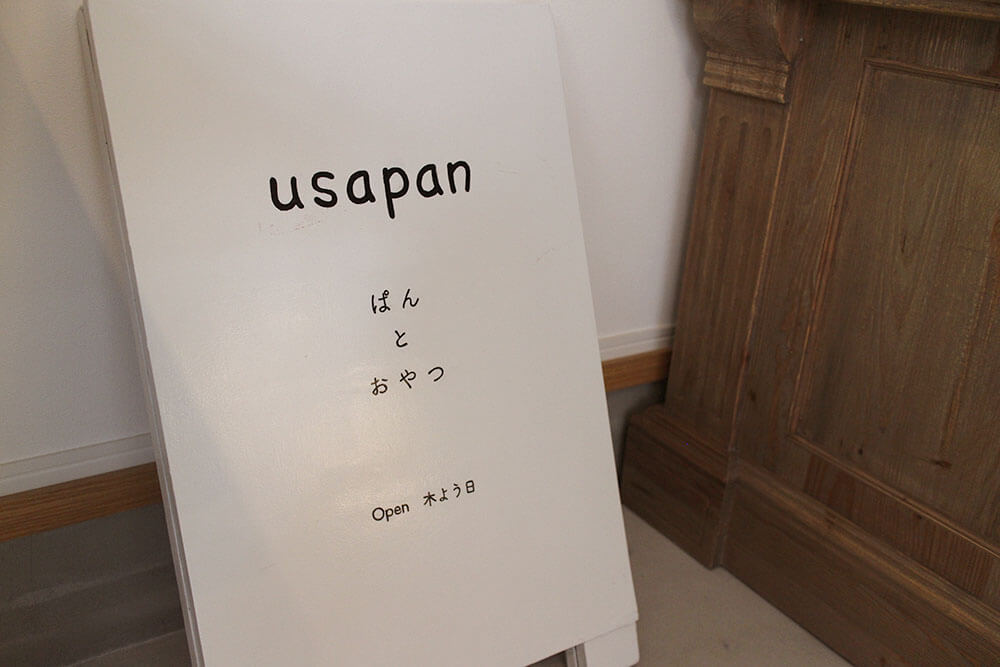 usapan
ぱん
と
おやつ
Open 木よう日